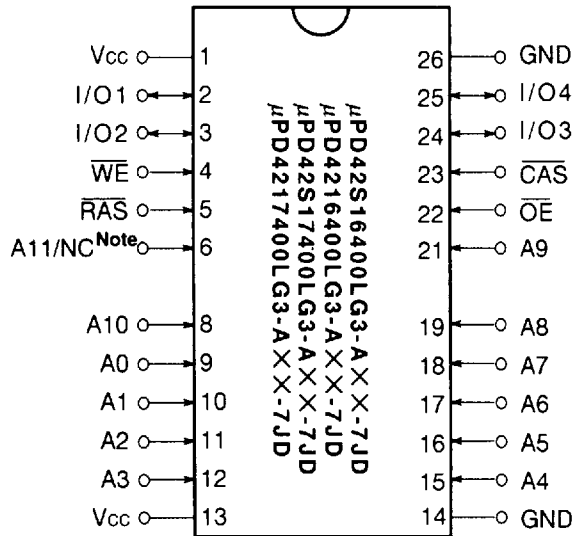 Vcc 1 26 GND
I/O1 2 25 I/O4
I/O2 3 24 I/O3
WE 4 23 CAS
RAS 5 22 OE
A11/NC Note 6 21 A9
A10 8 19 A8
A0 9 18 A7
A1 10 17 A6
A2 11 16 A5
A3 12 15 A4
Vcc 13 14 GND
µPD42S16400LG3-A××-7JD
µPD4216400LG3-A××-7JD
µPD42S17400LG3-A××-7JD
µPD4217400LG3-A××-7JD